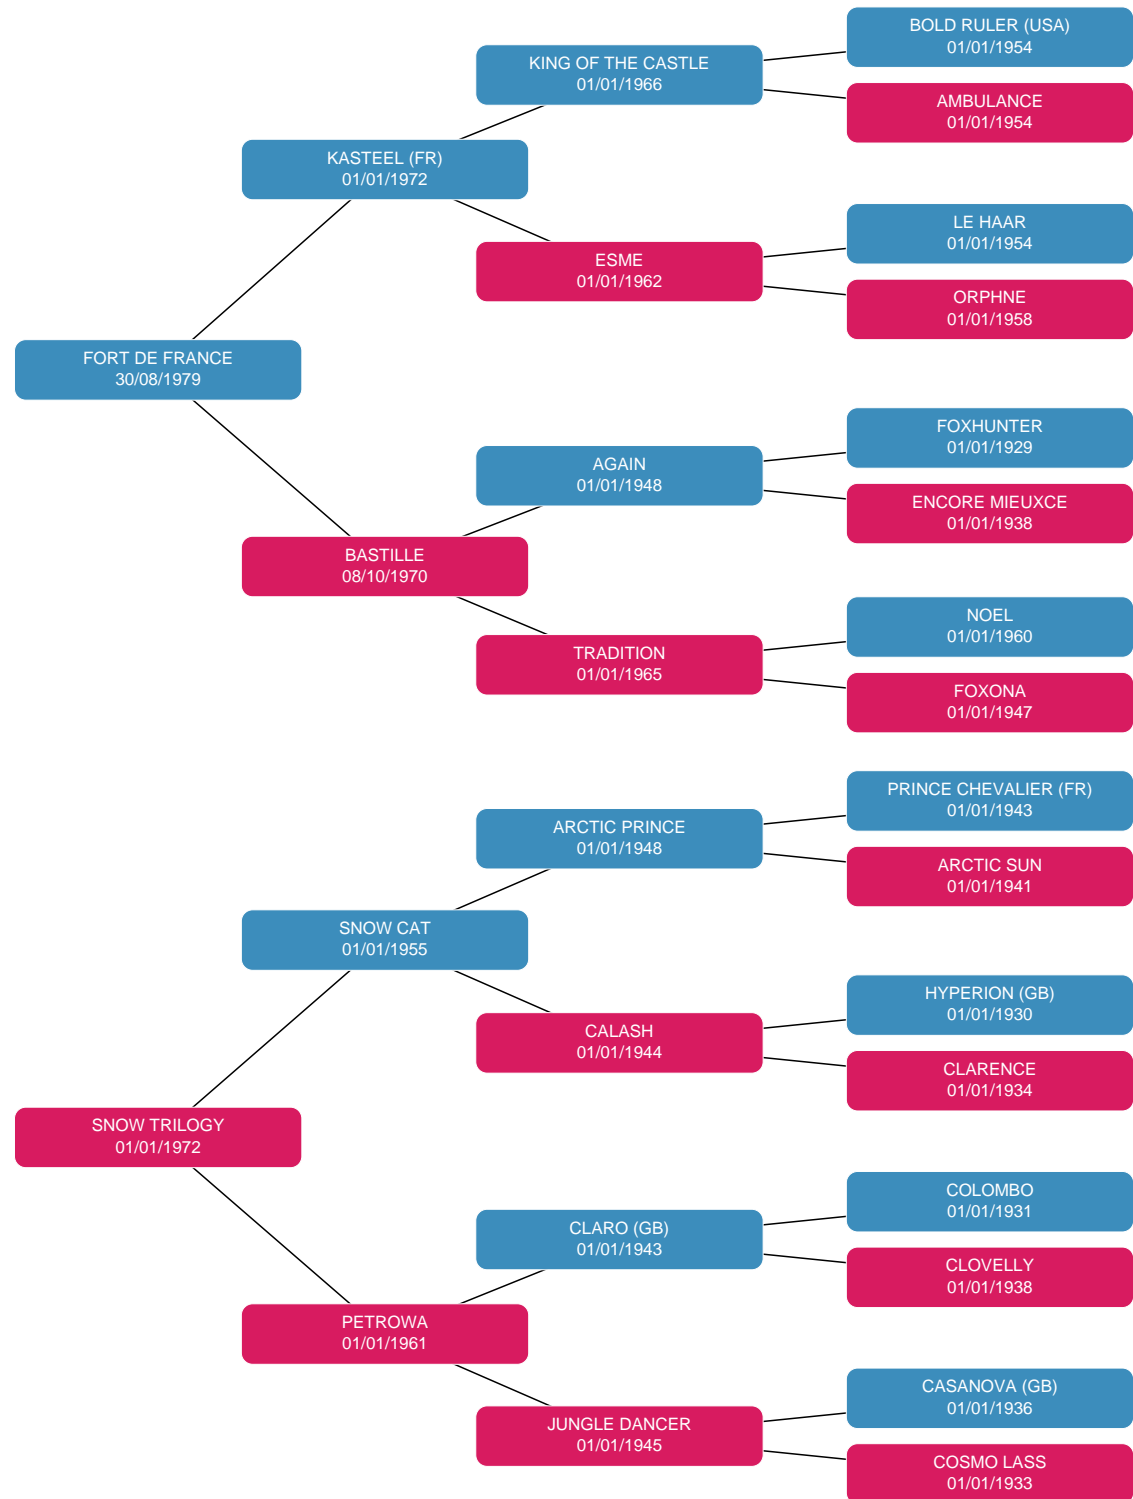 BOLD RULER (USA)
01/01/1954
KING OF THE CASTLE
01/01/1966
AMBULANCE
01/01/1954
KASTEEL (FR)
01/01/1972
LE HAAR
01/01/1954
ESME
01/01/1962
ORPHNE
01/01/1958
FORT DE FRANCE
30/08/1979
FOXHUNTER
01/01/1929
AGAIN
01/01/1948
ENCORE MIEUXCE
01/01/1938
BASTILLE
08/10/1970
NOEL
01/01/1960
TRADITION
01/01/1965
FOXONA
01/01/1947
PRINCE CHEVALIER (FR)
01/01/1943
ARCTIC PRINCE
01/01/1948
ARCTIC SUN
01/01/1941
SNOW CAT
01/01/1955
HYPERION (GB)
01/01/1930
CALASH
01/01/1944
CLARENCE
01/01/1934
SNOW TRILOGY
01/01/1972
COLOMBO
01/01/1931
CLARO (GB)
01/01/1943
CLOVELLY
01/01/1938
PETROWA
01/01/1961
CASANOVA (GB)
01/01/1936
JUNGLE DANCER
01/01/1945
COSMO LASS
01/01/1933